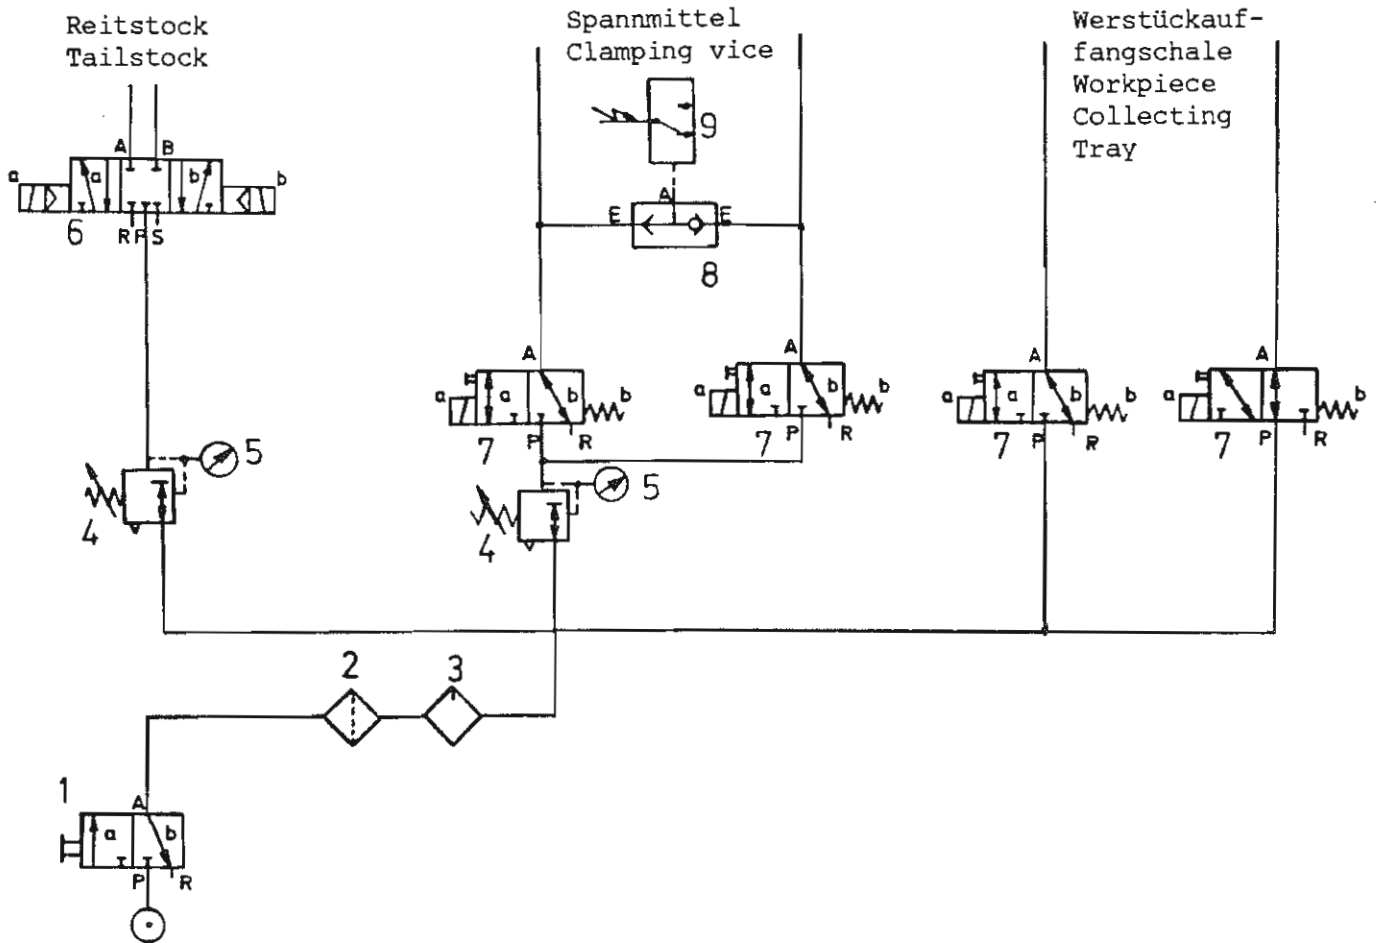 Reitstock
Tailstock
Spannmittel
Clamping vice
Werstückauf-
fangschale
Workpiece
Collecting
Tray
9
A B
a a b b
6 R P S
A
E E
8
A
a a b b
7 P R
A
a a b b
7 P R
A
a a b b
7 P R
A
a b
7 P R
5
4
5
4
2 3
1
A
a b
P R